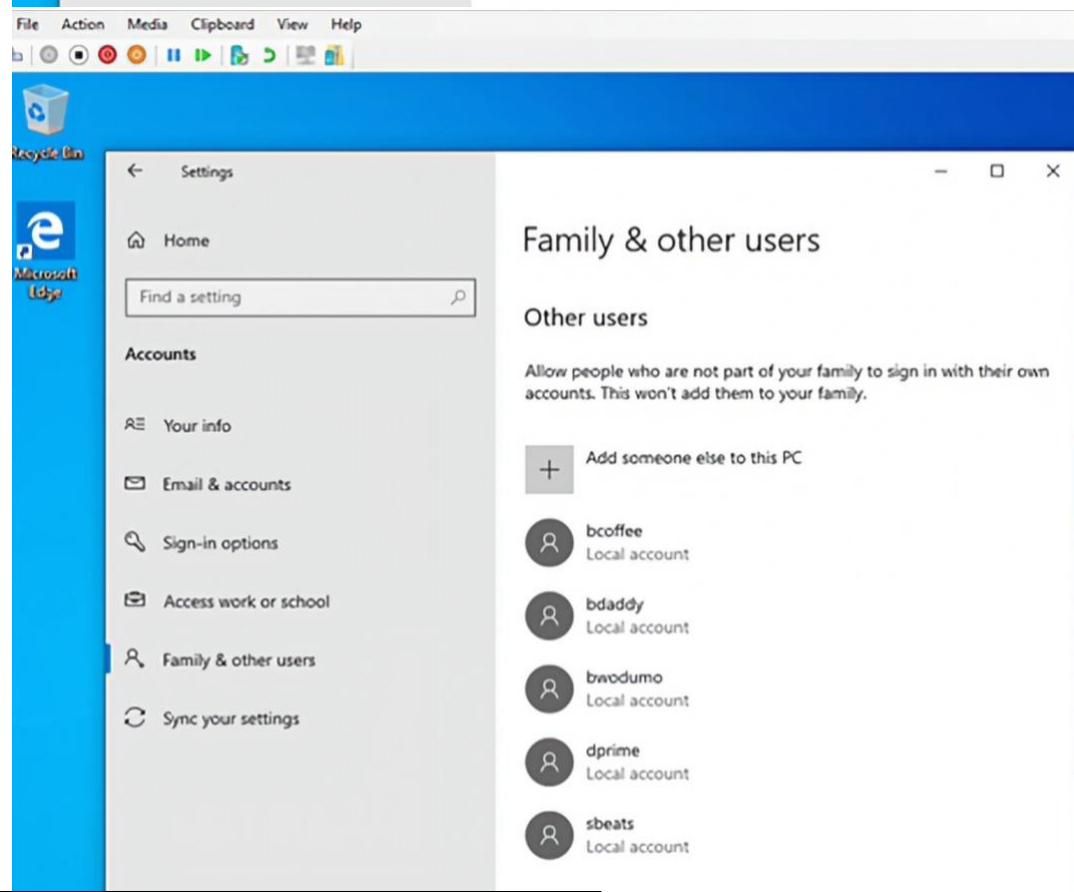 File Action Media Clipboard View Help
Recycle Bin
Microsoft
Edge
Settings
Home
Find a setting
Accounts
Your info
Email & accounts
Sign-in options
Access work or school
Family & other users
Sync your settings
Family & other users
Other users
Allow people who are not part of your family to sign in with their own
accounts. This won't add them to your family.
Add someone else to this PC
bcoffee
Local account
bdaddy
Local account
bwodumo
Local account
dprime
Local account
sbeats
Local account